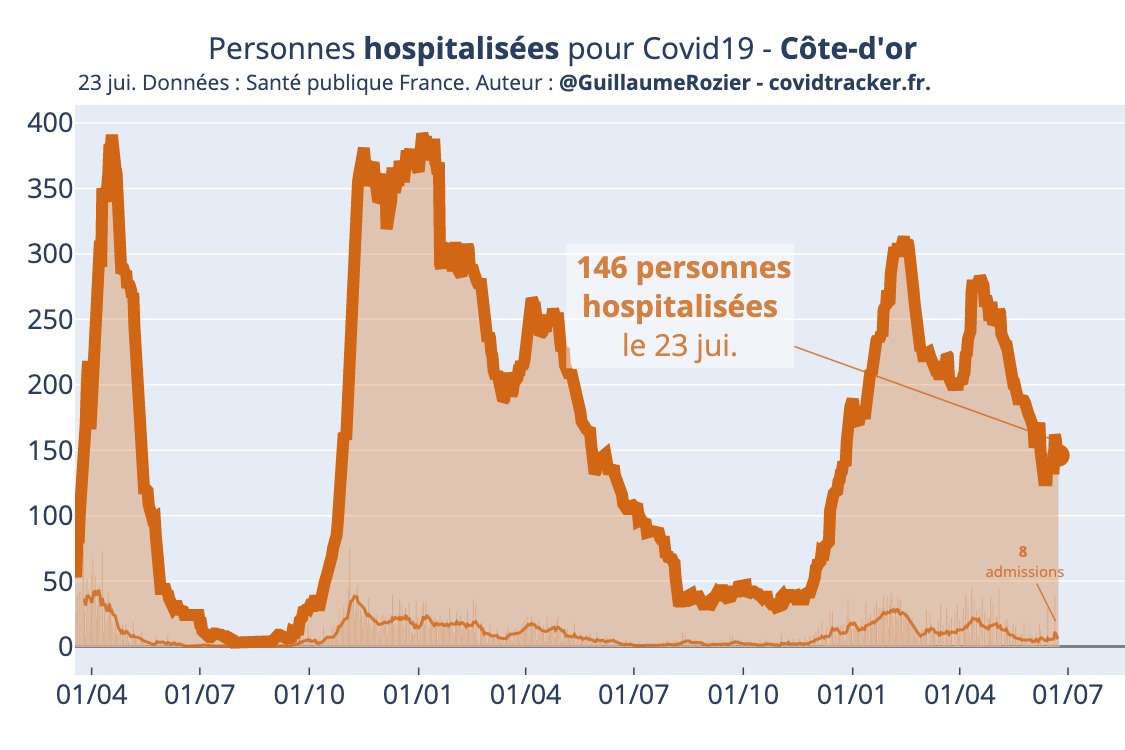 Personnes hospitalisées pour Covid19 - Côte-d'or
23 jui. Données : Santé publique France. Auteur : @GuillaumeRozier - covidtracker.fr.
400
350
300
250
200
150
100
50
0
146 personnes
hospitalisées
le 23 jui.
8
admissions
01/04 01/07 01/10 01/01 01/04 01/07 01/10 01/01 01/04 01/07